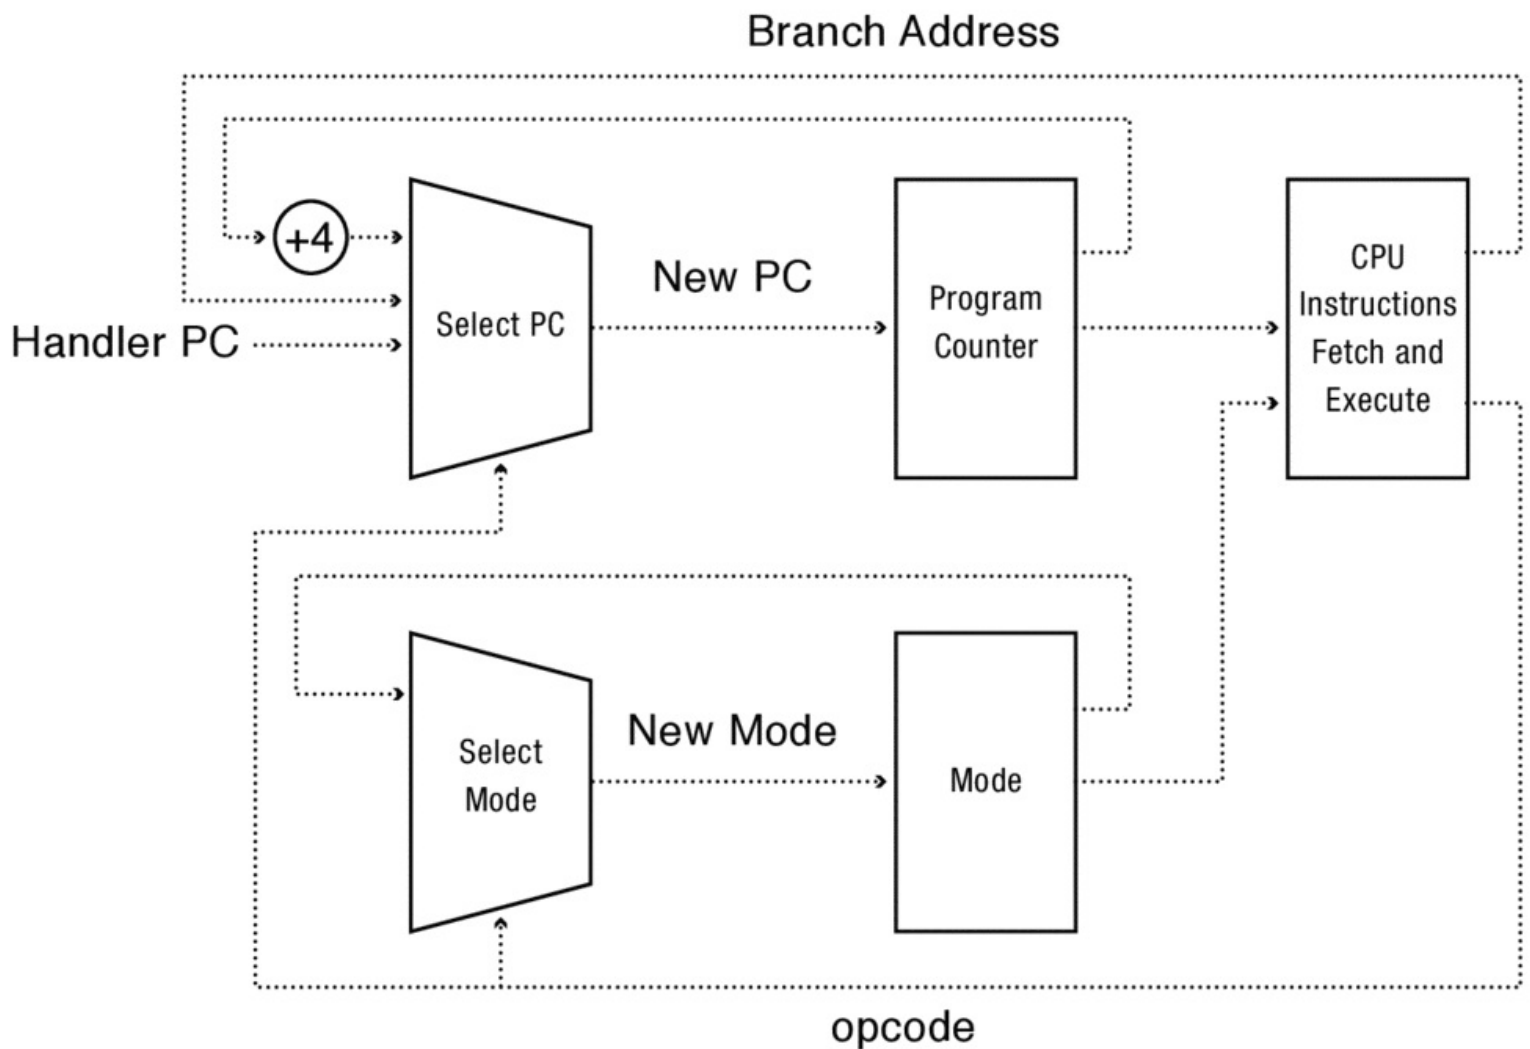 Branch Address
+4
Select PC
New PC
Program
Counter
CPU
Instructions
Fetch and
Execute
Handler PC
Select
Mode
New Mode
Mode
opcode